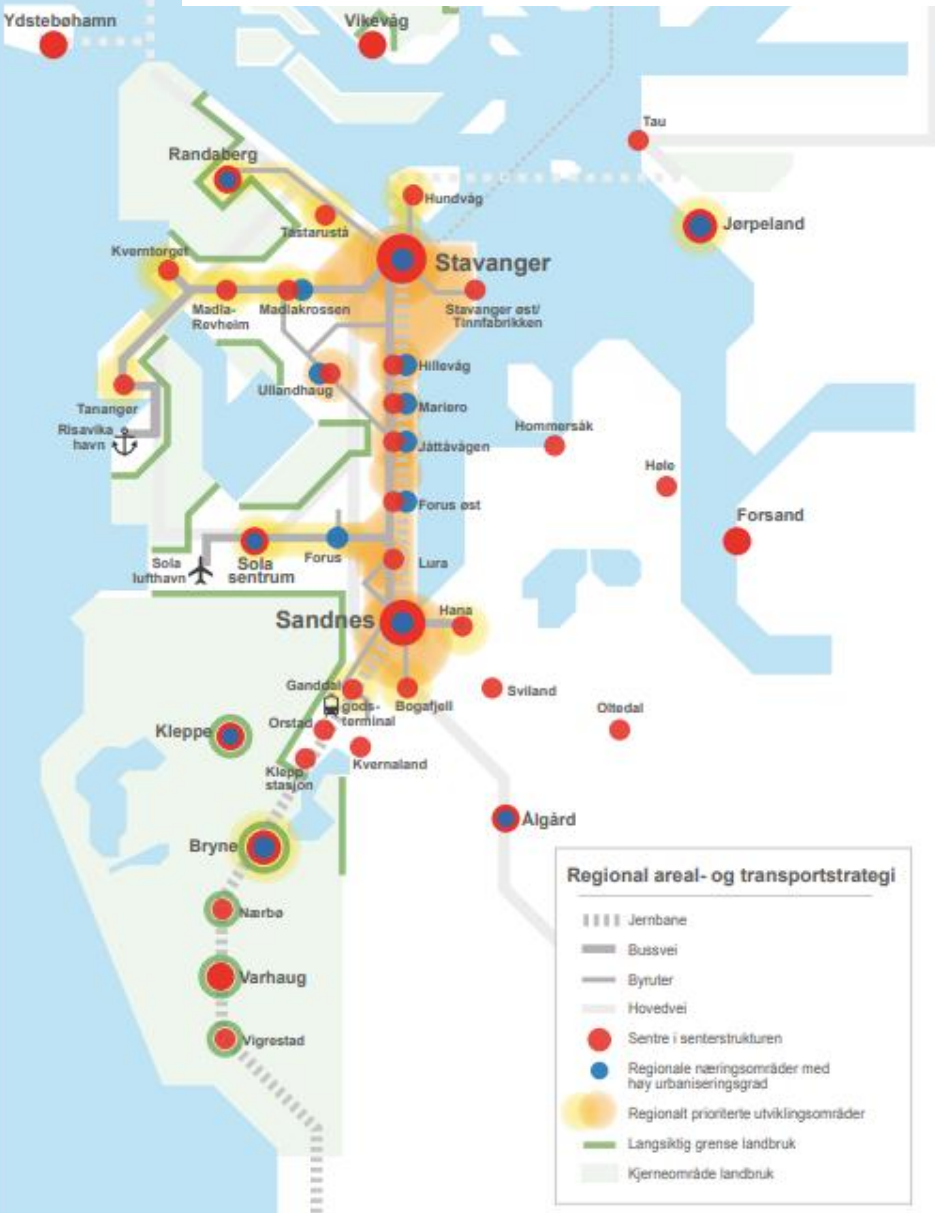 Ydstebøhamn
Vikevåg
Tau
Randaberg
Hundvåg
Jørpeland
Tastarustå
Kverntorget
Stavanger
Madla-
Revheim
Madlakrossen
Stavanger øst/
Tinnfabrikken
Hillevåg
Ullandhaug
Tananger
Mariero
Risavika
havn
Hommersåk
Jåttåvågen
Høle
Forus øst
Forsand
Sola
lufthavn
Sola
sentrum
Forus
Lura
Sandnes
Hana
Ganddal
gods-
terminal
Bogafjell
Sviland
Oltedal
Orstad
Kleppe
Klepp
stasjon
Kvernaland
Ålgård
Bryne
Nærbø
Varhaug
Vigrestad
Regional areal- og transportstrategi
Jernbane
Bussvei
Byruter
Hovedvei
Sentre i senterstrukturen
Regionale næringsområder med
høy urbaniseringsgrad
Regionalt prioriterte utviklingsområder
Langsiktig grense landbruk
Kjerneområde landbruk